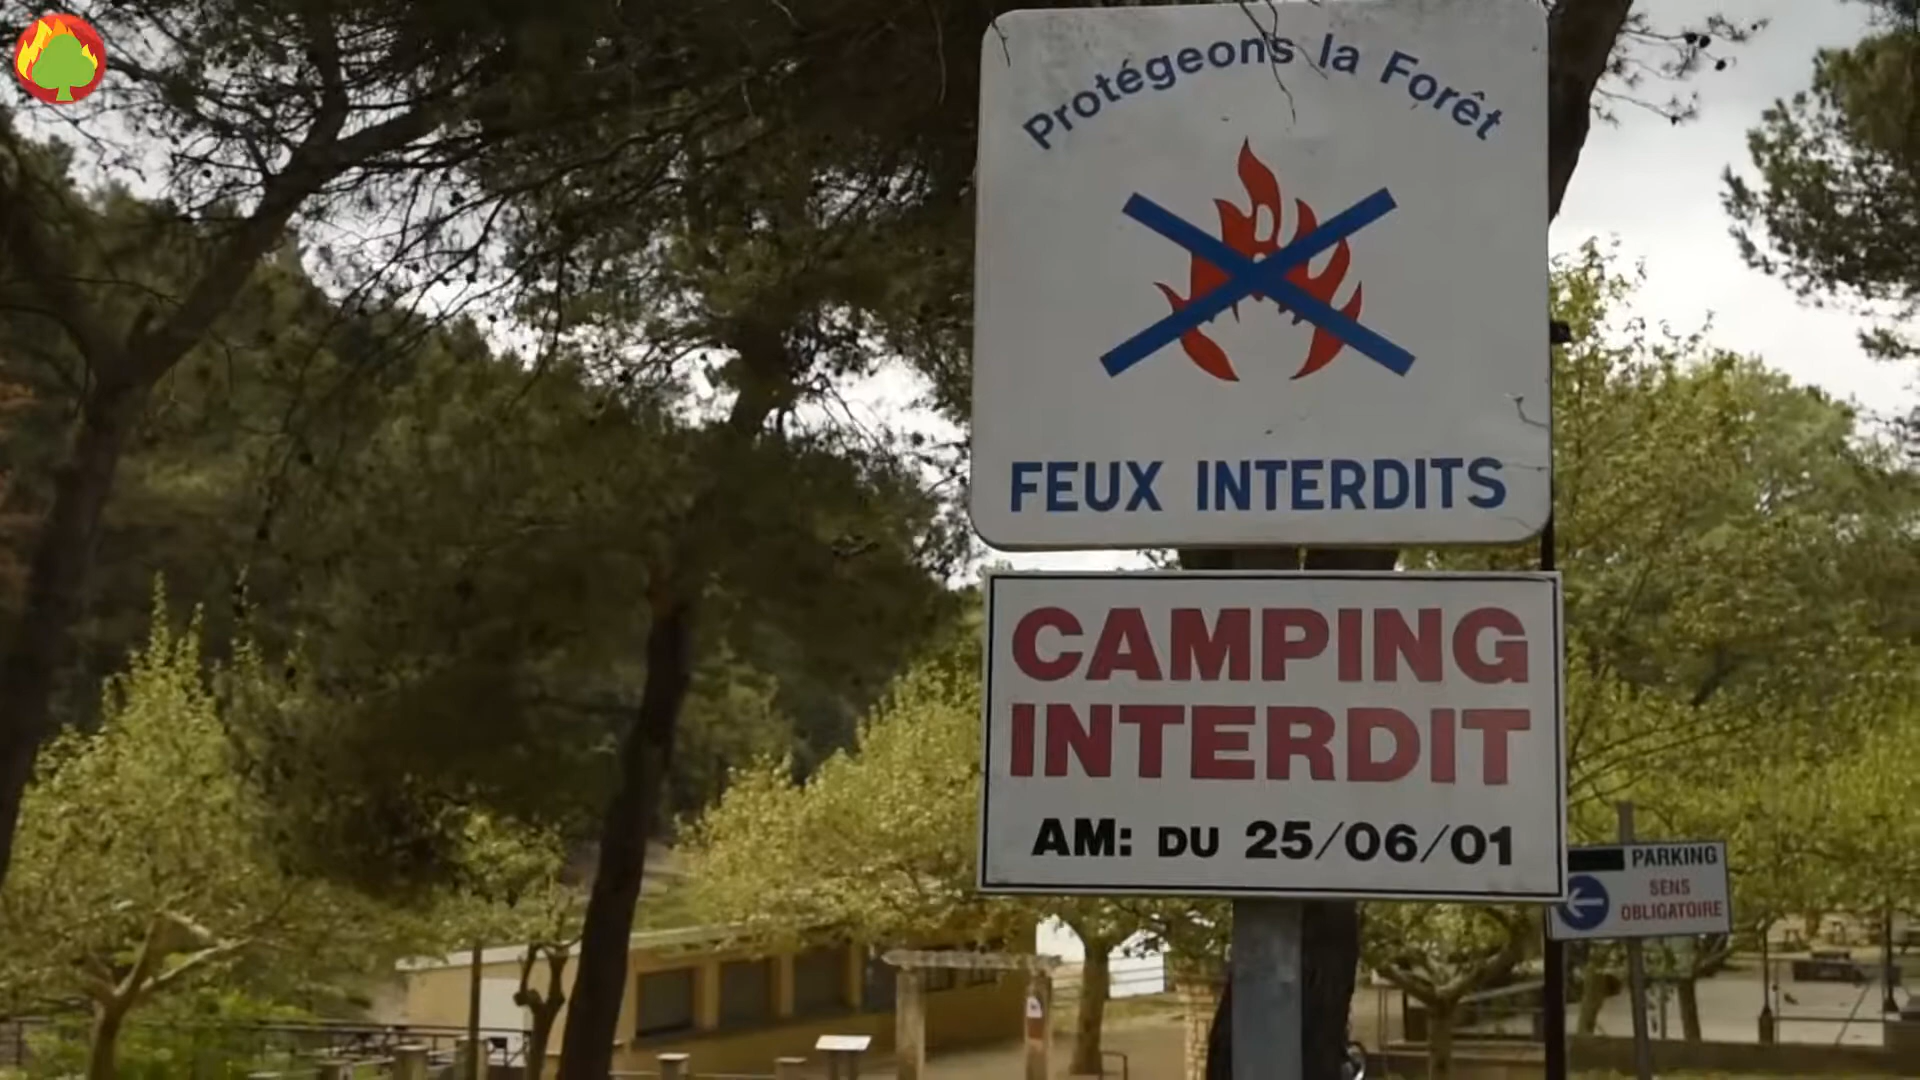 Protégeons la Forêt
FEUX INTERDITS
CAMPING
INTERDIT
AM: DU 25/06/01
PARKING
SENS
OBLIGATOIRE